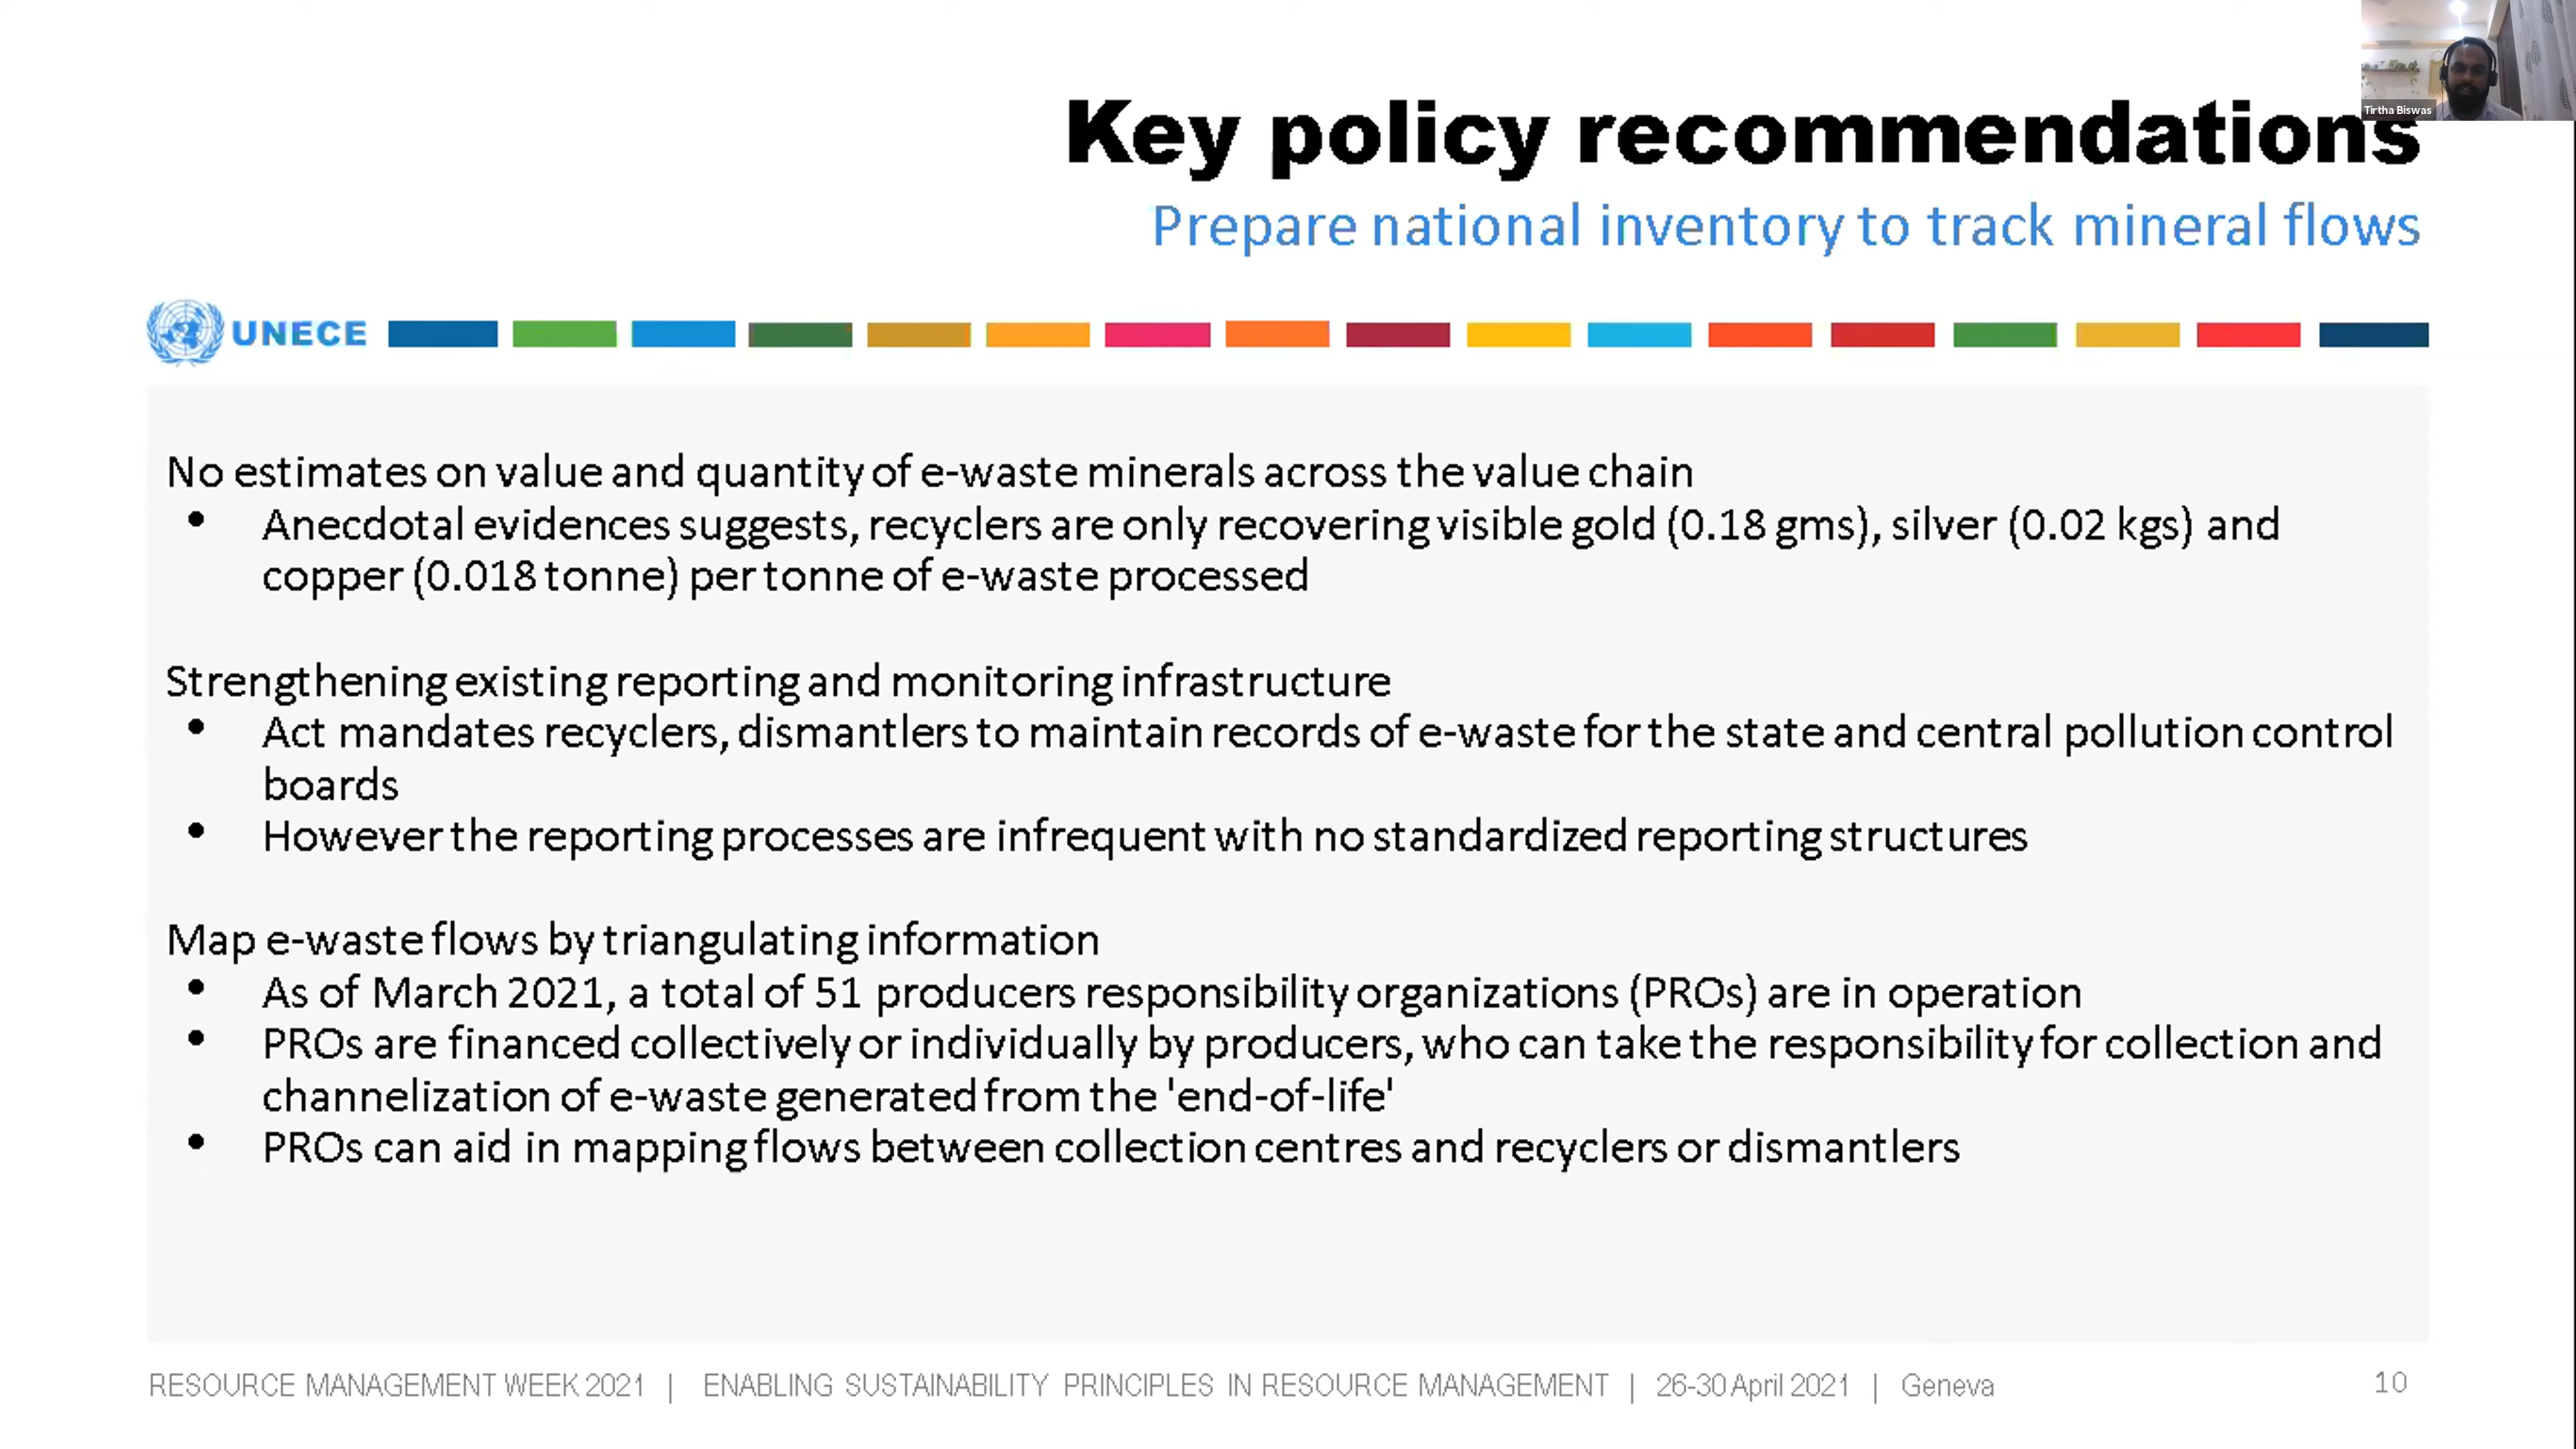 Tirtha Biswas
Key policy recommendations
Prepare national inventory to track mineral flows
UNECE
No estimates on value and quantity of e-waste minerals across the value chain
• Anecdotal evidences suggests, recyclers are only recovering visible gold (0.18 gms), silver (0.02 kgs) and
copper (0.018 tonne) per tonne of e-waste processed
Strengthening existing reporting and monitoring infrastructure
• Act mandates recyclers, dismantlers to maintain records of e-waste for the state and central pollution control
boards
• However the reporting processes are infrequent with no standardized reporting structures
Map e-waste flows by triangulating information
• As of March 2021, a total of 51 producers responsibility organizations (PROs) are in operation
• PROs are financed collectively or individually by producers, who can take the responsibility for collection and
channelization of e-waste generated from the 'end-of-life'
• PROs can aid in mapping flows between collection centres and recyclers or dismantlers
RESOURCE MANAGEMENT WEEK 2021 | ENABLING SUSTAINABILITY PRINCIPLES IN RESOURCE MANAGEMENT | 26-30 April 2021 | Geneva
10